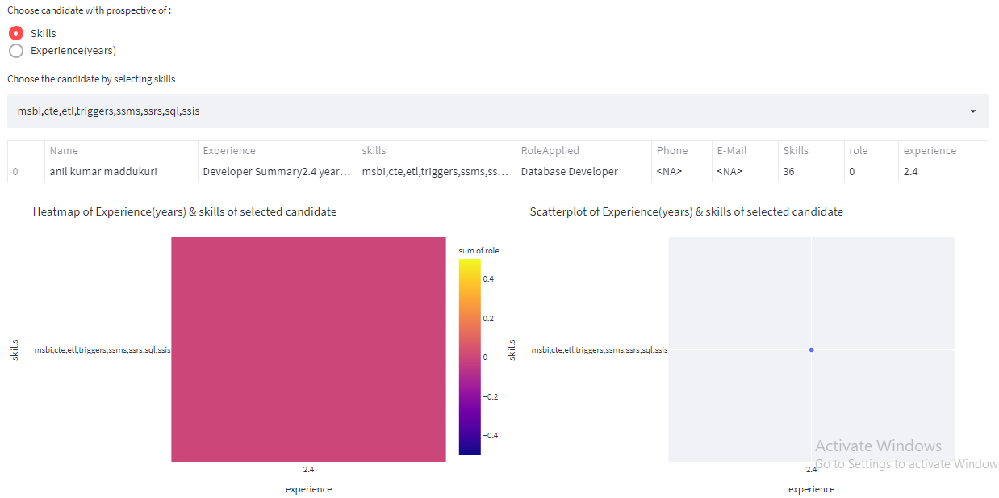 Choose candidate with prospective of :
Skills
Experience(years)
Choose the candidate by selecting skills
msbi,cte,etl,triggers,ssms,ssrs,sql,ssis
Name Experience skills RoleApplied Phone E-Mail Skills role experience
0 anil kumar maddukuri Developer Summary2.4 year... msbi,cte,etl,triggers,ssms,ss... Database Developer <NA> <NA> 36 0 2.4
Heatmap of Experience(years) & skills of selected candidate
sum of role
0.4
0.2
0
−0.2
−0.4
skills
msbi,cte,etl,triggers,ssms,ssrs,sql,ssis
2.4
experience
Scatterplot of Experience(years) & skills of selected candidate
skills
msbi,cte,etl,triggers,ssms,ssrs,sql,ssis
2.4
experience
Activate Windows
Go to Settings to activate Window